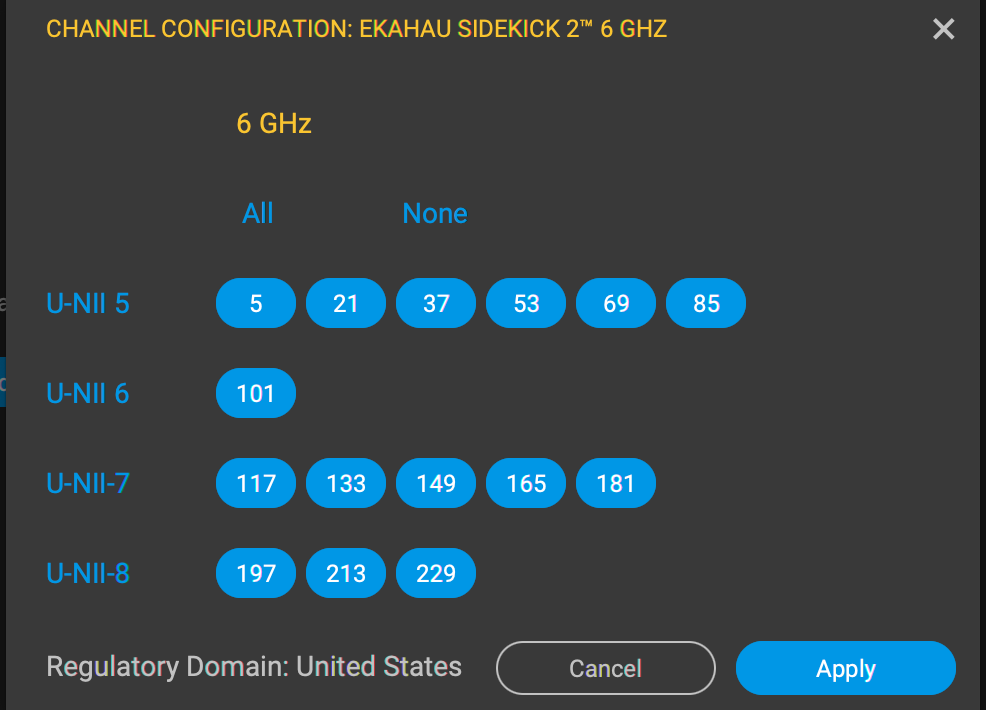 CHANNEL CONFIGURATION: EKAHAU SIDEKICK 2™ 6 GHZ
6 GHz
All None
U-NII 5 5 21 37 53 69 85
U-NII 6 101
U-NII-7 117 133 149 165 181
U-NII-8 197 213 229
Regulatory Domain: United States Cancel Apply